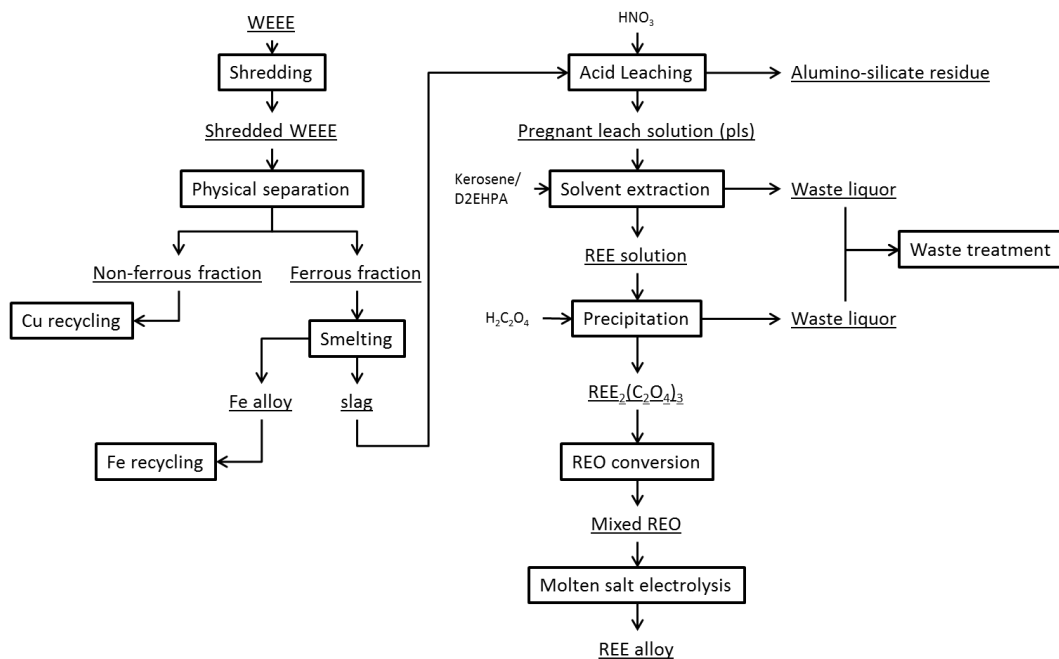 WEEE
Shredding
Shredded WEEE
Physical separation
Non-ferrous fraction
Ferrous fraction
Cu recycling
Smelting
Fe alloy
slag
Fe recycling
HNO₃
Acid Leaching
Alumino-silicate residue
Pregnant leach solution (pls)
Kerosene/
D2EHPA
Solvent extraction
Waste liquor
REE solution
Waste treatment
H₂C₂O₄
Precipitation
Waste liquor
REE₂(C₂O₄)₃
REO conversion
Mixed REO
Molten salt electrolysis
REE alloy